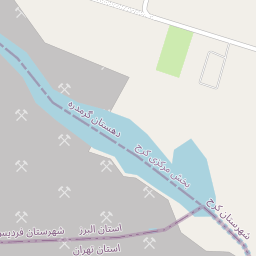 دهستان گرمدره
بخش مرکزی کرج
شهرستان کرج
استان البرز
شهرستان فردیس
استان تهران